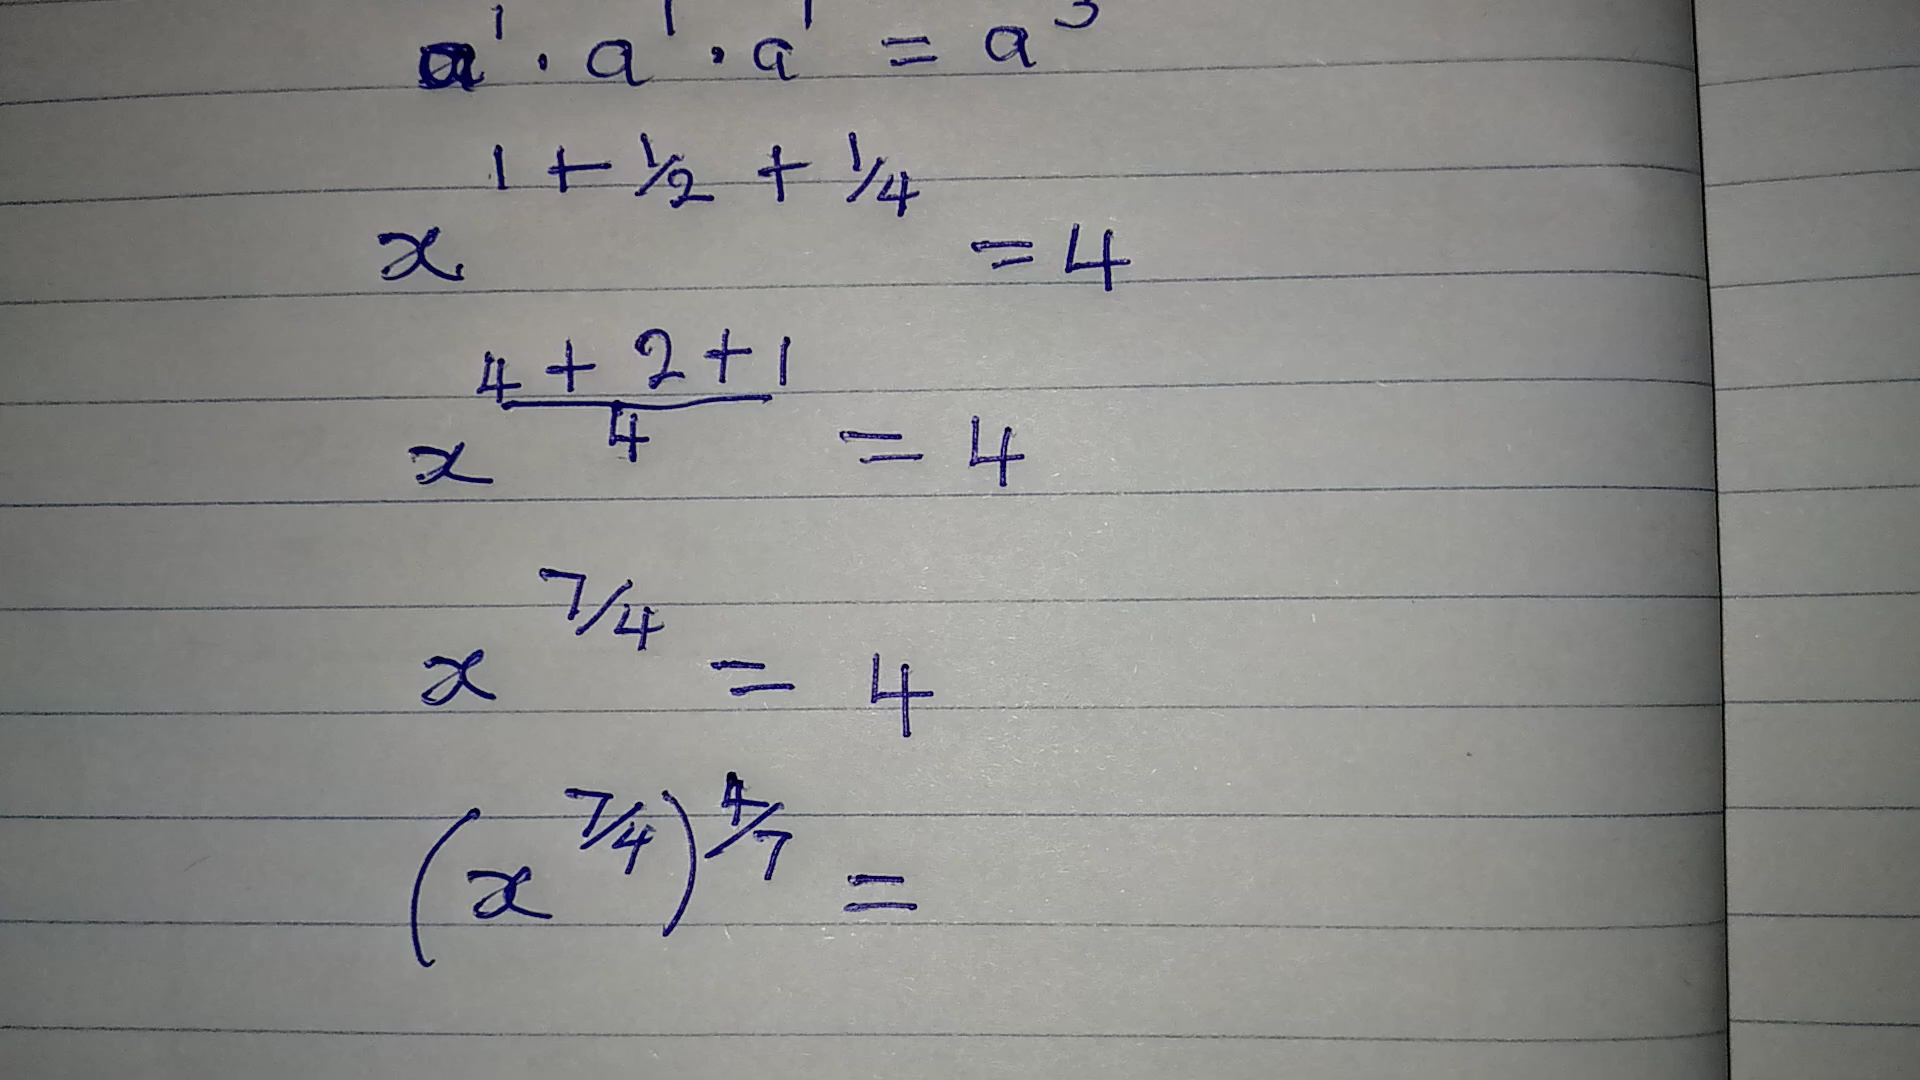 a¹ · a¹ · a¹ = a³
x^(1 + 1/2 + 1/4) = 4
x^((4 + 2 + 1)/4) = 4
x^(7/4) = 4
(x^(7/4))^(4/7) =